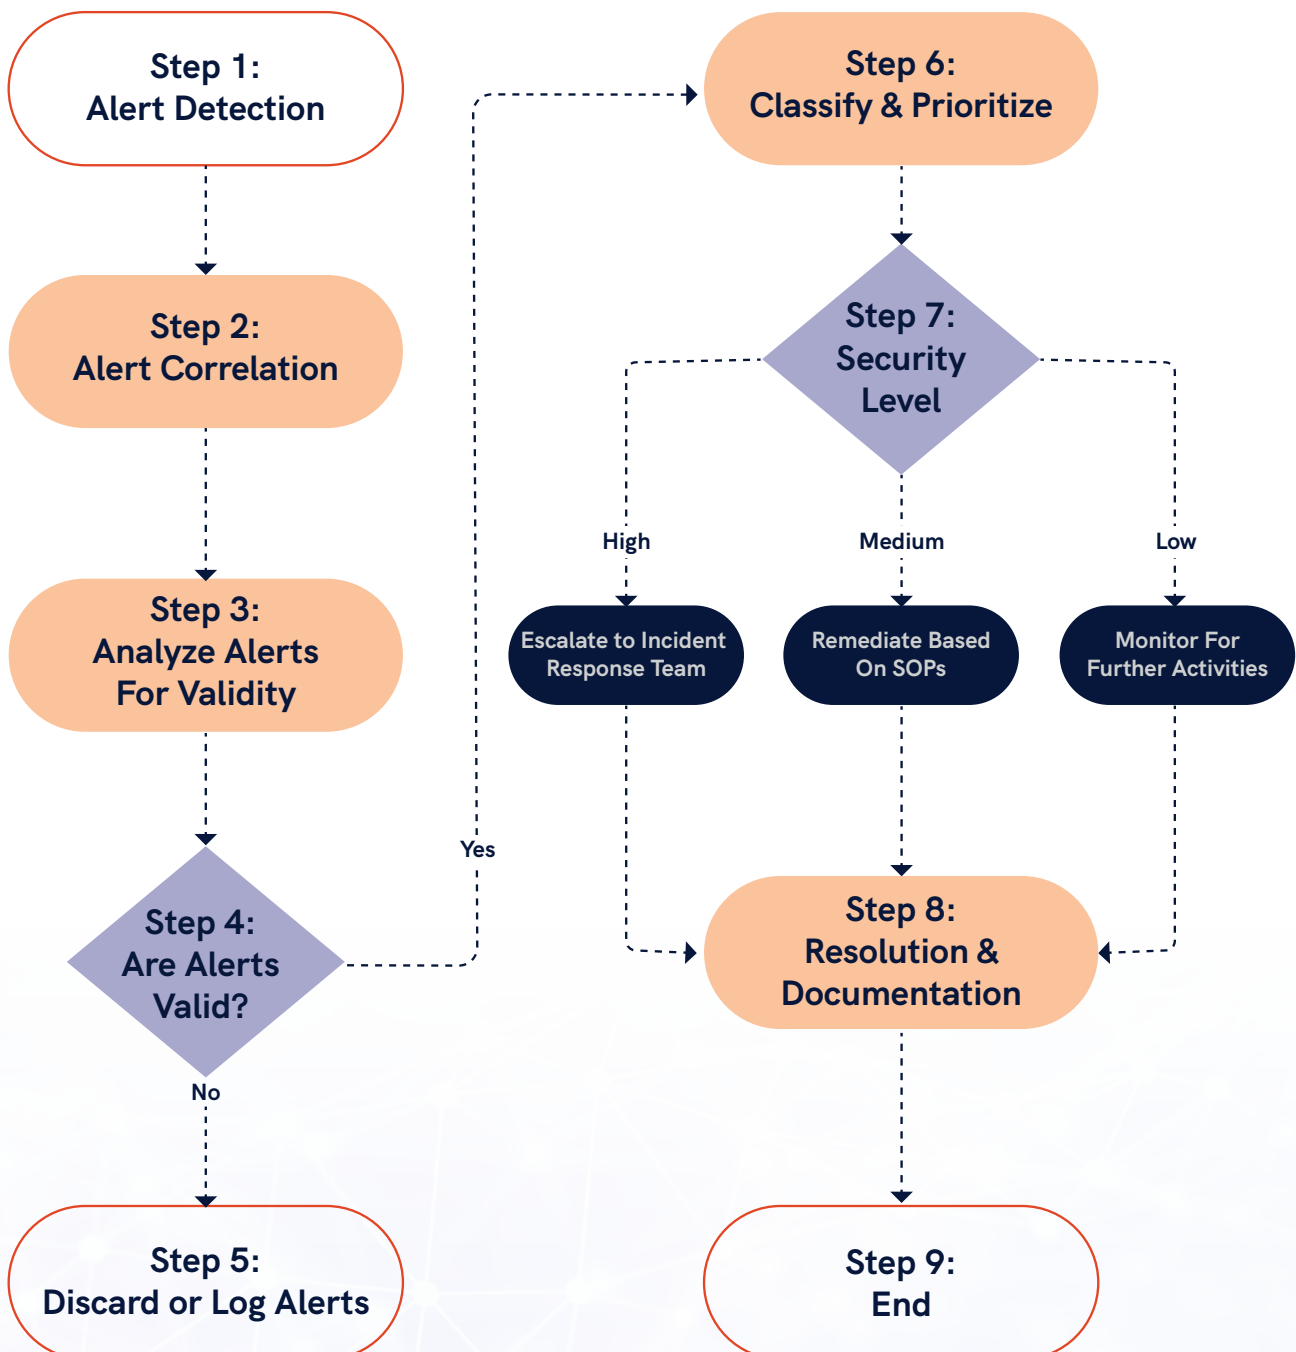 Step 1:
Alert Detection
Step 2:
Alert Correlation
Step 3:
Analyze Alerts
For Validity
Step 4:
Are Alerts
Valid?
Yes
No
Step 5:
Discard or Log Alerts
Step 6:
Classify & Prioritize
Step 7:
Security
Level
High
Medium
Low
Escalate to Incident
Response Team
Remediate Based
On SOPs
Monitor For
Further Activities
Step 8:
Resolution &
Documentation
Step 9:
End